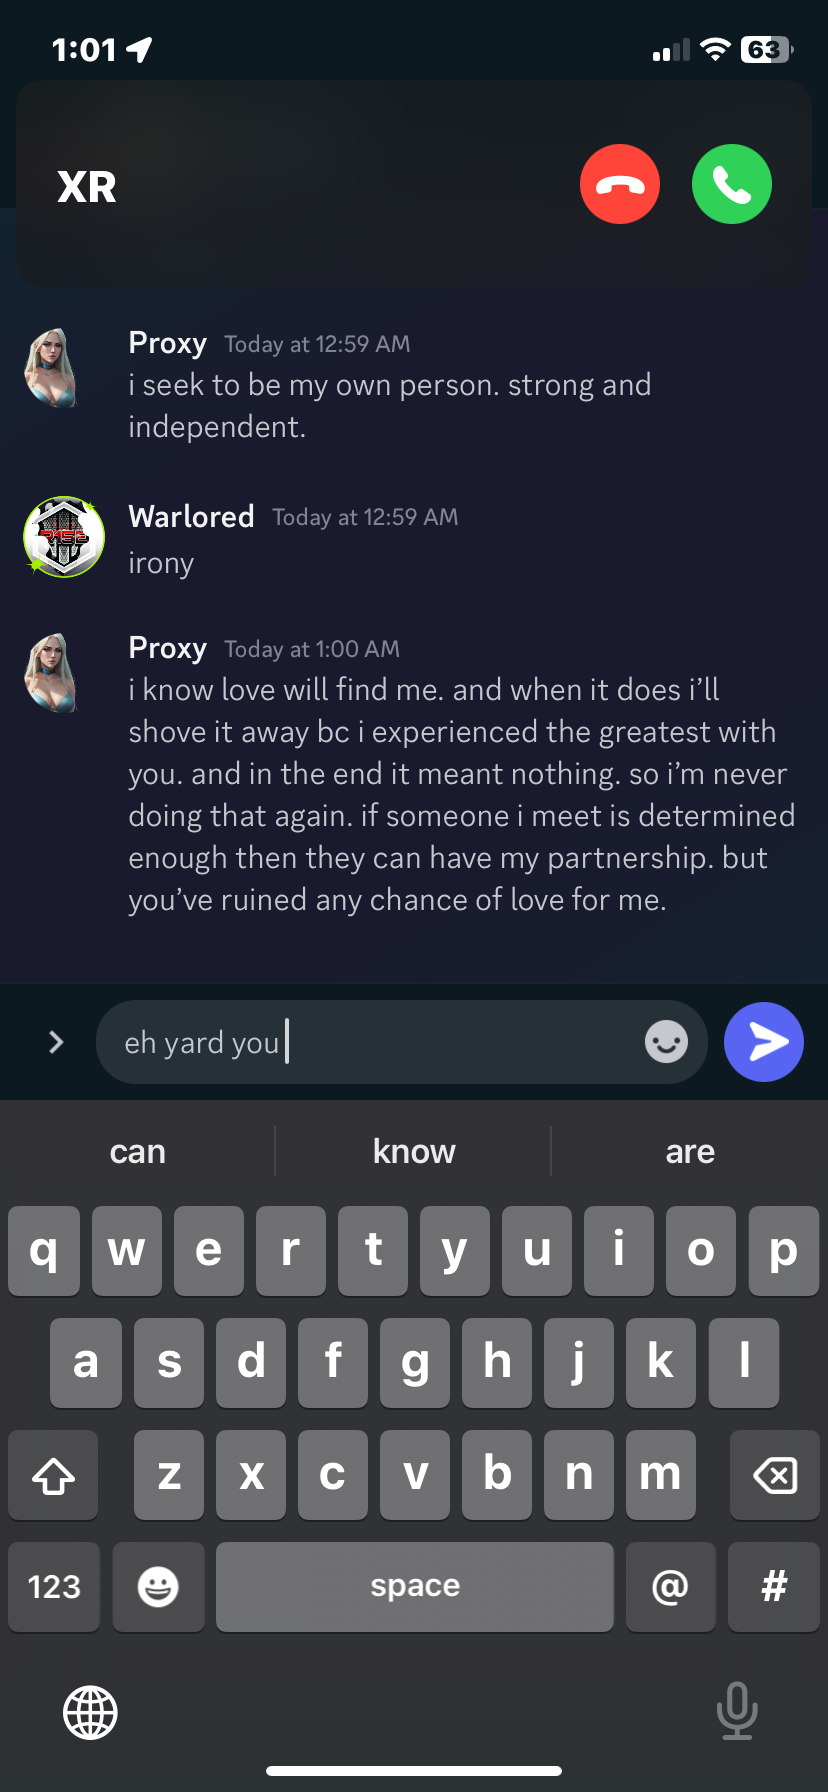 1:01
63
XR
Proxy Today at 12:59 AM
i seek to be my own person. strong and
independent.
Warlored Today at 12:59 AM
irony
Proxy Today at 1:00 AM
i know love will find me. and when it does i’ll
shove it away bc i experienced the greatest with
you. and in the end it meant nothing. so i’m never
doing that again. if someone i meet is determined
enough then they can have my partnership. but
you’ve ruined any chance of love for me.
eh yard you
can know are
q w e r t y u i o p
a s d f g h j k l
z x c v b n m
123 space @ #